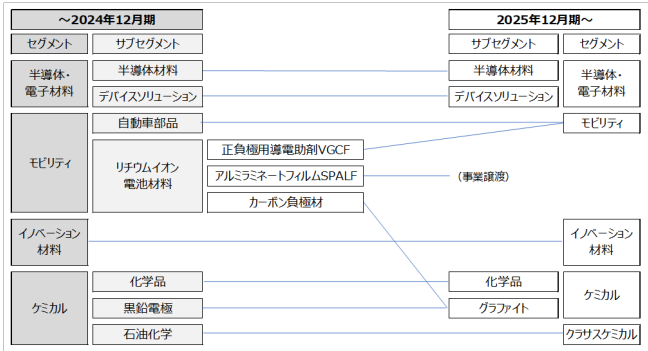 ～2024年12月期
2025年12月期～
セグメント
サブセグメント
サブセグメント
セグメント
半導体・
電子材料
半導体材料
半導体材料
半導体・
電子材料
デバイスソリューション
デバイスソリューション
モビリティ
自動車部品
モビリティ
リチウムイオン
電池材料
正負極用導電助剤VGCF
アルミラミネートフィルムSPALF
（事業譲渡）
カーボン負極材
イノベーション
材料
イノベーション
材料
ケミカル
化学品
化学品
ケミカル
黒鉛電極
グラファイト
石油化学
クラサスケミカル